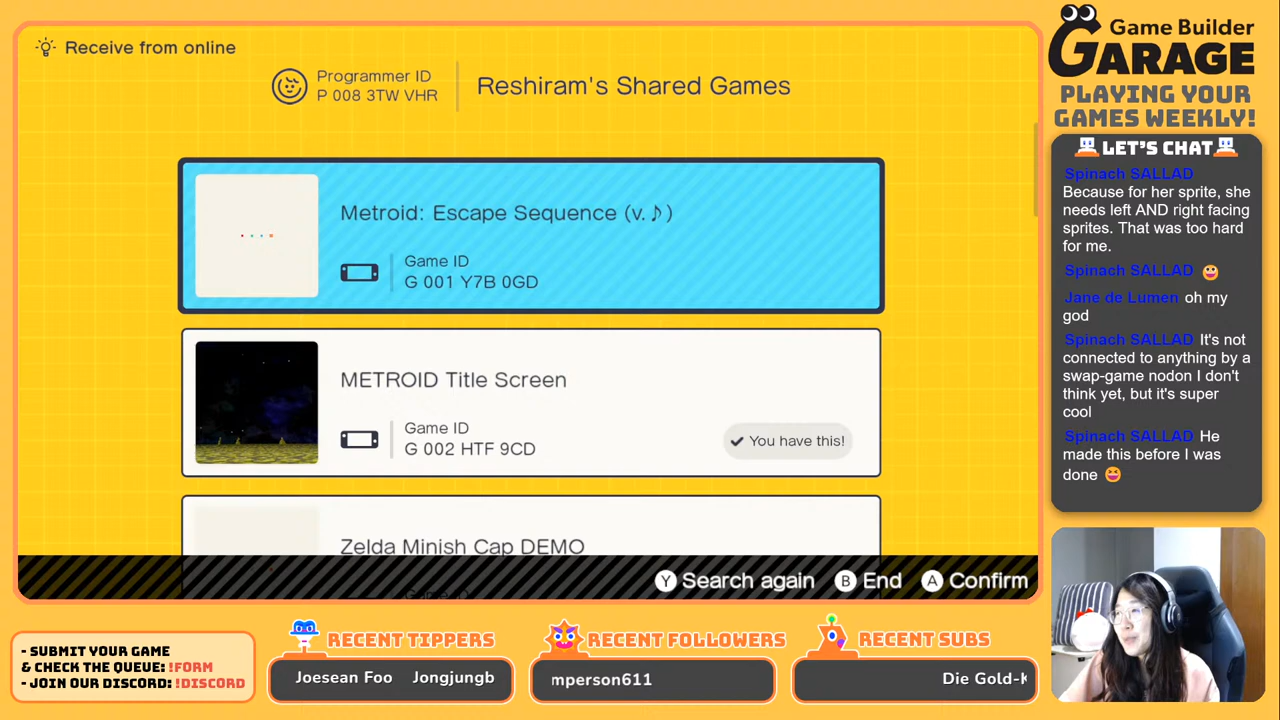 Receive from online
Programmer ID
P 008 3TW VHR
Reshiram's Shared Games
Metroid: Escape Sequence (v.♪)
Game ID
G 001 Y7B 0GD
METROID Title Screen
Game ID
G 002 HTF 9CD
✔ You have this!
Zelda Minish Cap DEMO
Y Search again
B End
A Confirm
Game Builder
GARAGE
PLAYING YOUR
GAMES WEEKLY!
LET'S CHAT
Spinach SALLAD
Because for her sprite, she
needs left AND right facing
sprites. That was too hard
for me.
Spinach SALLAD
Jane de Lumen oh my
god
Spinach SALLAD It's not
connected to anything by a
swap-game nodon I don't
think yet, but it's super
cool
Spinach SALLAD He
made this before I was
done
- SUBMIT YOUR GAME
& CHECK THE QUEUE: !FORM
- JOIN OUR DISCORD: !DISCORD
RECENT TIPPERS
Joesean Foo Jongjungb
RECENT FOLLOWERS
mperson611
RECENT SUBS
Die Gold-K